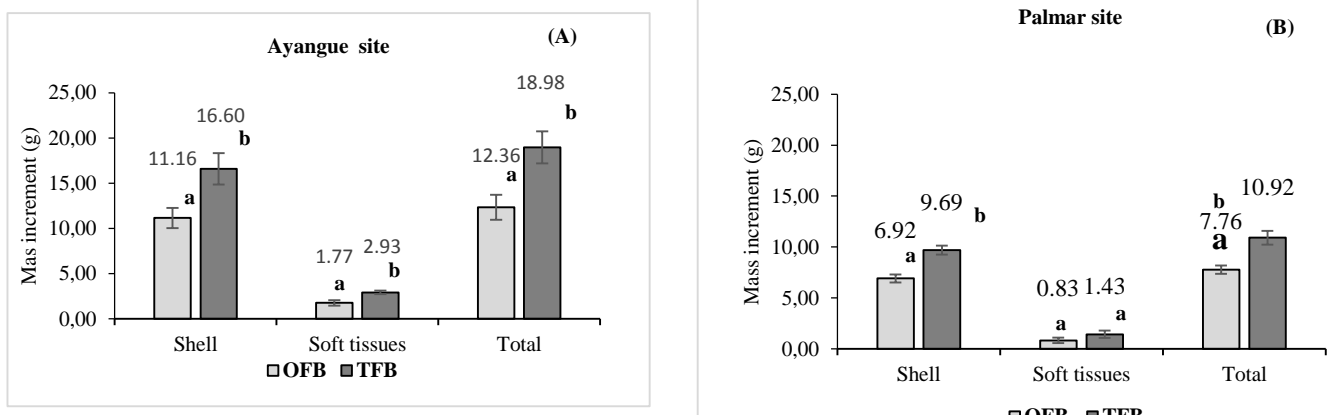 Ayangue site
(A)
Mas increment (g)
25,00
20,00
15,00
10,00
5,00
0,00
11.16
a
16.60
b
1.77
a
2.93
b
12.36
a
18.98
b
Shell
Soft tissues
Total
OFB
TFB
Palmar site
(B)
Mass increment (g)
25,00
20,00
15,00
10,00
5,00
0,00
6.92
a
9.69
b
0.83
a
1.43
a
b
7.76
a
10.92
Shell
Soft tissues
Total
OFB
TFB